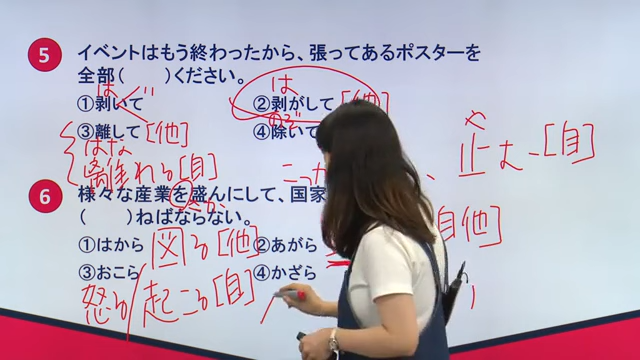 5 イベントはもう終わったから、張ってあるポスターを
全部( )ください。
は は
①剥いで ②剥がして[他]
のぞ
③離して[他] ④除いて
はな
離れる[自]
や
止む[自]
6 様々な産業を盛んにして、国家
( )ねばならない。
①はから 図る[他] ②あがら
自他]
③おこら ④かざら
怒る/起こる[自]